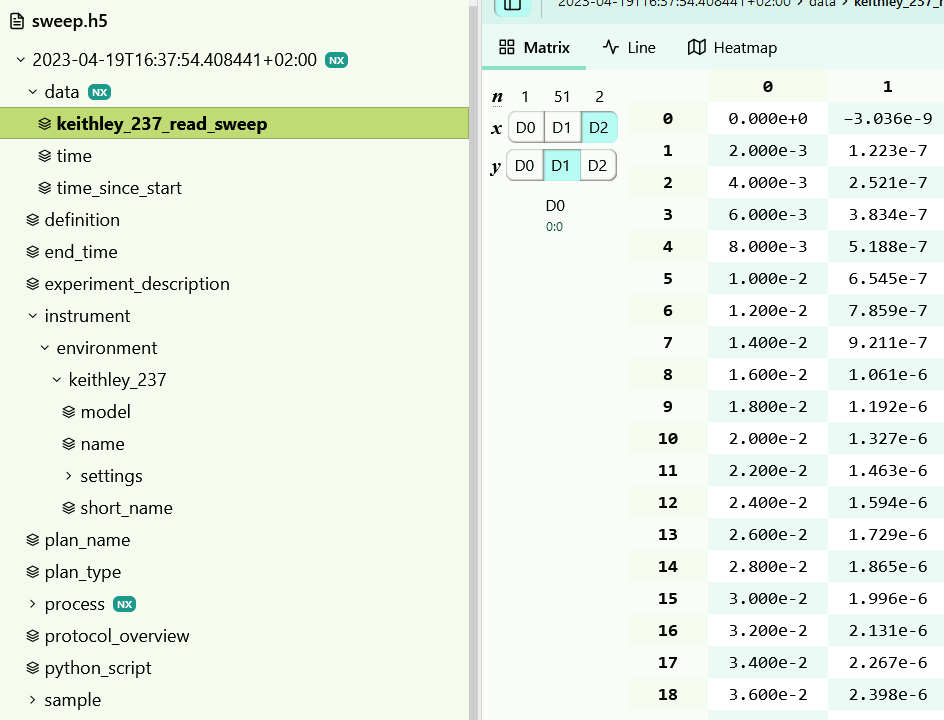 sweep.h5
2023-04-19T16:37:54.408441+02:00 NX
data NX
keithley_237_read_sweep
time
time_since_start
definition
end_time
experiment_description
instrument
environment
keithley_237
model
name
settings
short_name
plan_name
plan_type
process NX
protocol_overview
python_script
sample
2023-04-19T16:37:54.408441+02:00 › data › keithley_237_r
Matrix Line Heatmap
n 1 51 2
x D0 D1 D2
y D0 D1 D2
D0
0:0
0 1
0 0.000e+0 −3.036e-9
1 2.000e-3 1.223e-7
2 4.000e-3 2.521e-7
3 6.000e-3 3.834e-7
4 8.000e-3 5.188e-7
5 1.000e-2 6.545e-7
6 1.200e-2 7.859e-7
7 1.400e-2 9.211e-7
8 1.600e-2 1.061e-6
9 1.800e-2 1.192e-6
10 2.000e-2 1.327e-6
11 2.200e-2 1.463e-6
12 2.400e-2 1.594e-6
13 2.600e-2 1.729e-6
14 2.800e-2 1.865e-6
15 3.000e-2 1.996e-6
16 3.200e-2 2.131e-6
17 3.400e-2 2.267e-6
18 3.600e-2 2.398e-6